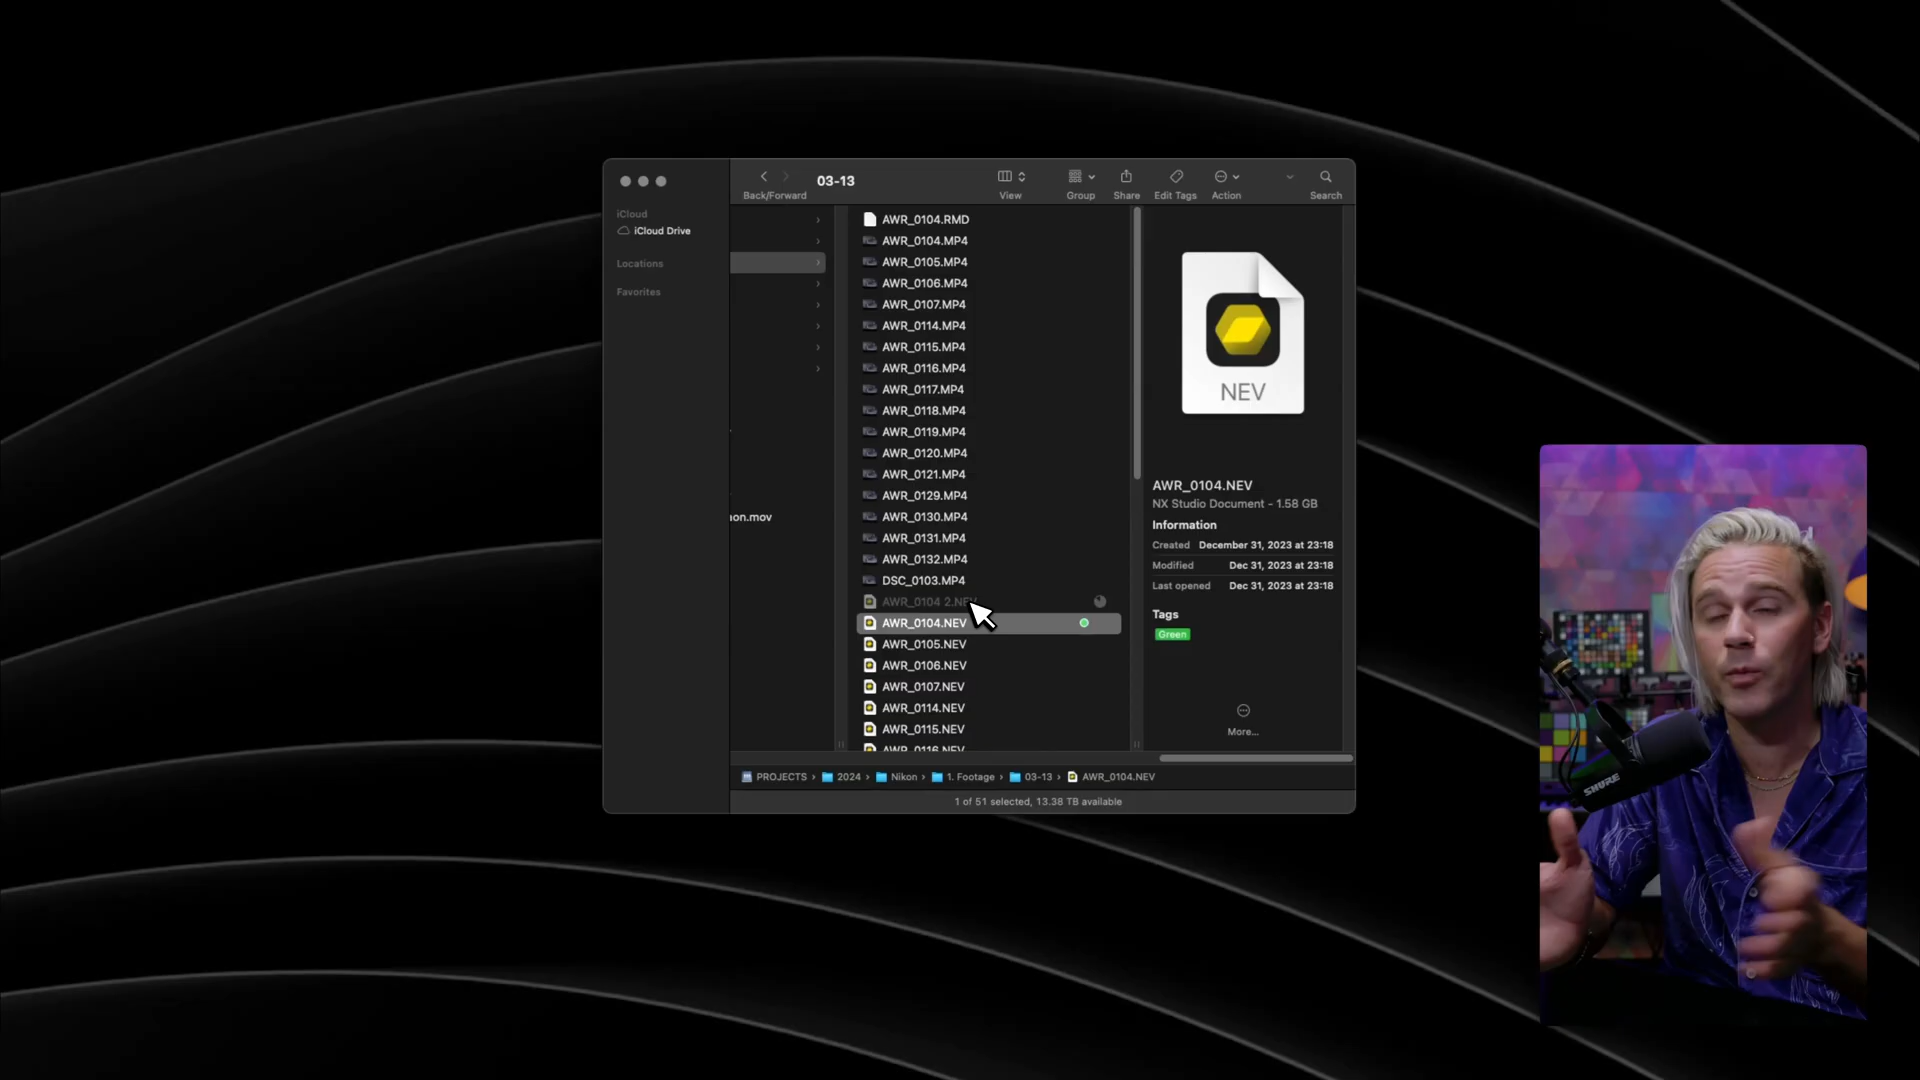 03-13
Back/Forward
View
Group
Share
Edit Tags
Action
Search
iCloud
iCloud Drive
Locations
Favorites
on.mov
AWR_0104.RMD
AWR_0104.MP4
AWR_0105.MP4
AWR_0106.MP4
AWR_0107.MP4
AWR_0114.MP4
AWR_0115.MP4
AWR_0116.MP4
AWR_0117.MP4
AWR_0118.MP4
AWR_0119.MP4
AWR_0120.MP4
AWR_0121.MP4
AWR_0129.MP4
AWR_0130.MP4
AWR_0131.MP4
AWR_0132.MP4
DSC_0103.MP4
AWR_0104 2.NEV
AWR_0104.NEV
AWR_0105.NEV
AWR_0106.NEV
AWR_0107.NEV
AWR_0114.NEV
AWR_0115.NEV
AWR_0116.NEV
NEV
AWR_0104.NEV
NX Studio Document - 1.58 GB
Information
Created December 31, 2023 at 23:18
Modified Dec 31, 2023 at 23:18
Last opened Dec 31, 2023 at 23:18
Tags
Green
More...
PROJECTS › 2024 › Nikon › 1. Footage › 03-13 › AWR_0104.NEV
1 of 51 selected, 13.38 TB available
SHURE